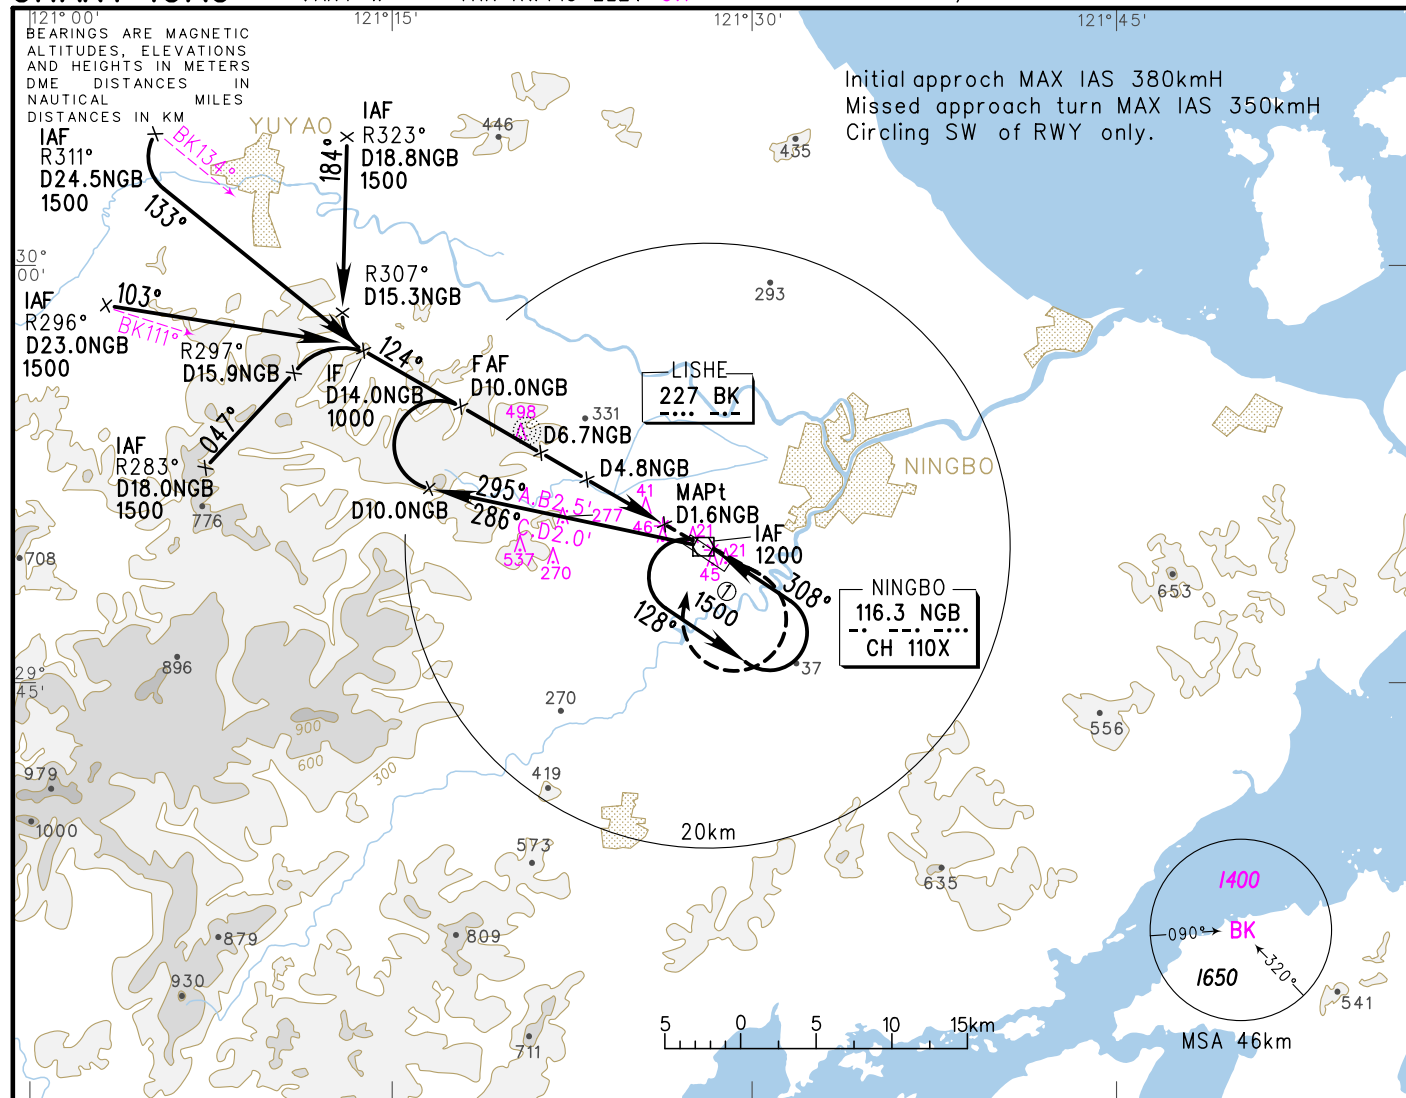 121° 00'
121° 15'
121° 30'
121° 45'
BEARINGS ARE MAGNETIC
ALTITUDES, ELEVATIONS
AND HEIGHTS IN METERS
DME DISTANCES IN
NAUTICAL MILES
DISTANCES IN KM
Initial approch MAX IAS 380kmH
Missed approach turn MAX IAS 350kmH
Circling SW of RWY only.
YUYAO
IAF
R311°
D24.5NGB
1500
BK134°
133°
IAF
R323°
D18.8NGB
1500
184°
446
435
30°
00'
R307°
D15.3NGB
293
IAF
R296°
D23.0NGB
1500
103°
BK111°
R297°
D15.9NGB
124°
IF
D14.0NGB
1000
FAF
D10.0NGB
LISHE
227 BK
498
331
D6.7NGB
047°
IAF
R283°
D18.0NGB
1500
776
D4.8NGB
NINGBO
295°
286°
A.B2.5'
C.D2.0'
D10.0NGB
277
41
46
MAPt
D1.6NGB
21
21
45
IAF
1200
537
270
708
308°
128°
1500
1
NINGBO
116.3 NGB
CH 110X
653
37
896
29°
45'
270
556
900
600
300
979
419
1000
20km
573
635
879
809
930
711
1400
BK
090°
320°
1650
541
MSA 46km
5 0 5 10 15km